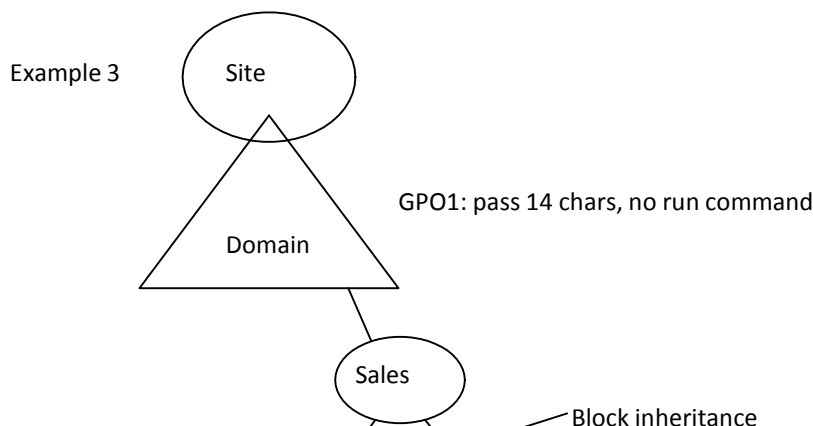 Example 3
Site
GPO1: pass 14 chars, no run command
Domain
Sales
Block inheritance